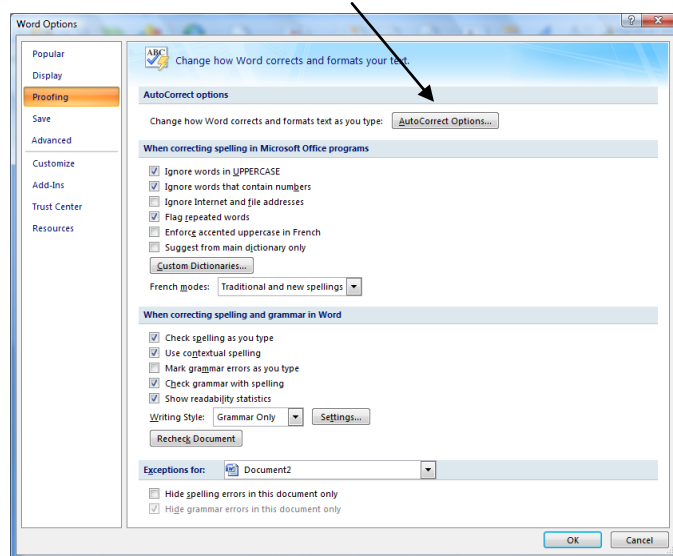 Word Options
Popular
Display
Proofing
Save
Advanced
Customize
Add-Ins
Trust Center
Resources
ABC
Change how Word corrects and formats your text.
AutoCorrect options
Change how Word corrects and formats text as you type: AutoCorrect Options...
When correcting spelling in Microsoft Office programs
Ignore words in UPPERCASE
Ignore words that contain numbers
Ignore Internet and file addresses
Flag repeated words
Enforce accented uppercase in French
Suggest from main dictionary only
Custom Dictionaries...
French modes: Traditional and new spellings
When correcting spelling and grammar in Word
Check spelling as you type
Use contextual spelling
Mark grammar errors as you type
Check grammar with spelling
Show readability statistics
Writing Style: Grammar Only Settings...
Recheck Document
Exceptions for: Document2
Hide spelling errors in this document only
Hide grammar errors in this document only
OK Cancel